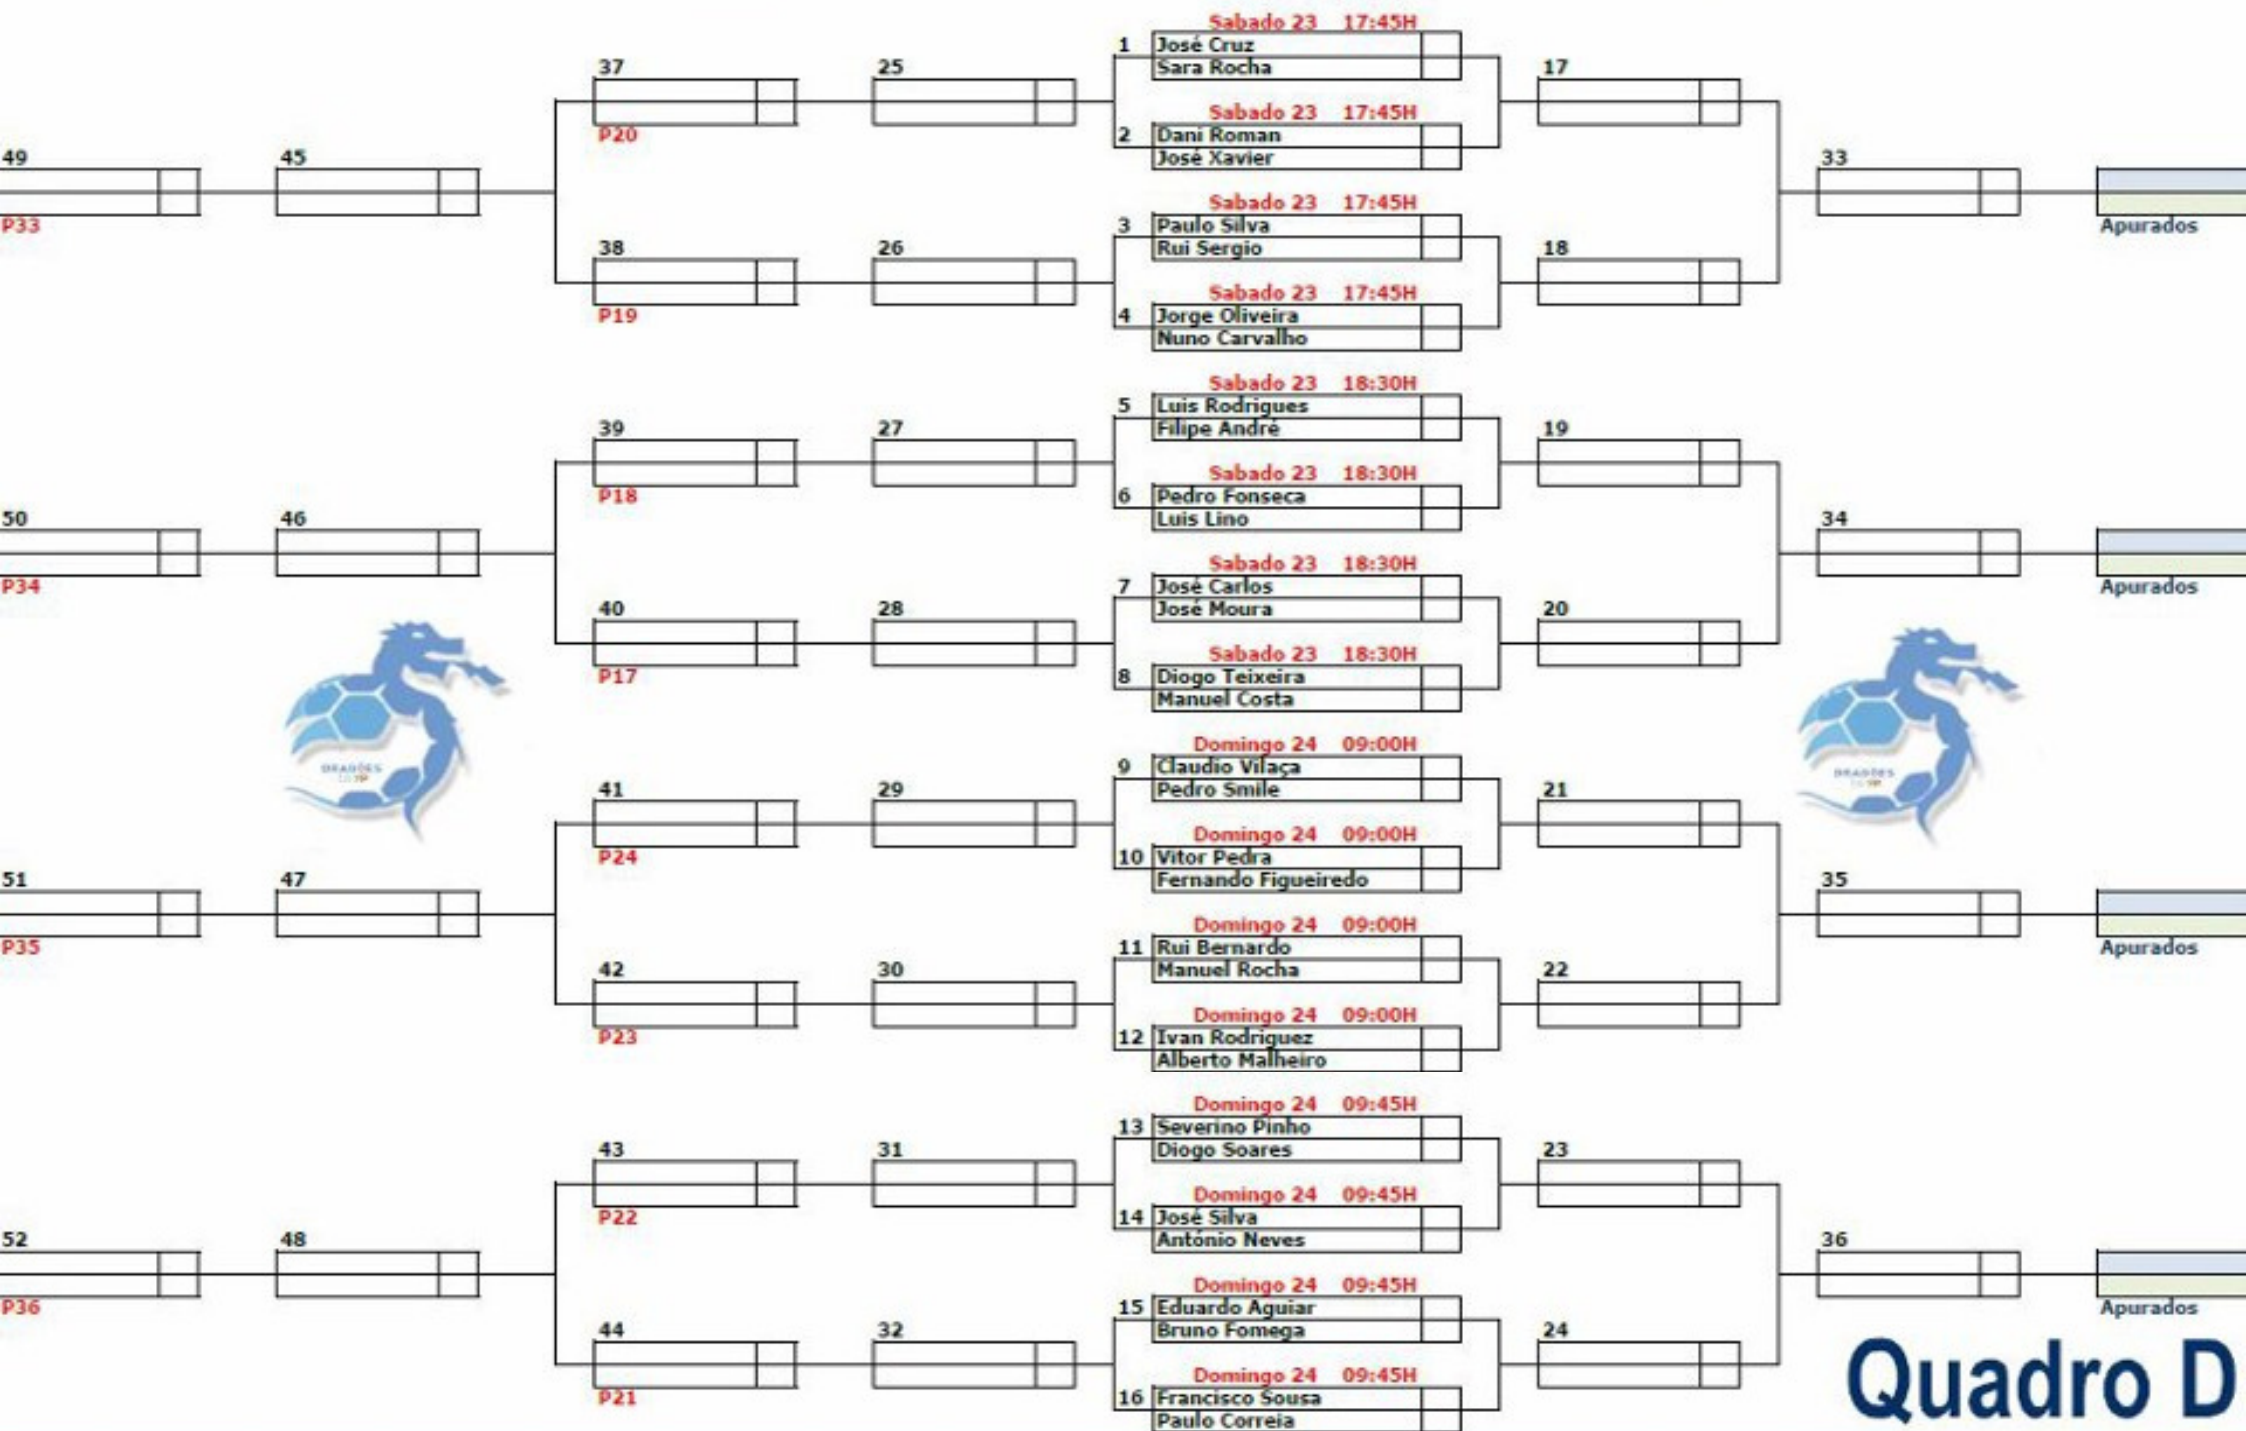 Sabado 23 17:45H
1 José Cruz
37 25 Sara Rocha 17
Sabado 23 17:45H
P20 2 Dani Roman
49 45 José Xavier 33
Sabado 23 17:45H
P33 3 Paulo Silva Apurados
38 26 Rui Sergio 18
Sabado 23 17:45H
P19 4 Jorge Oliveira
Nuno Carvalho
Sabado 23 18:30H
5 Luis Rodrigues
39 27 Filipe André 19
Sabado 23 18:30H
P18 6 Pedro Fonseca
50 46 Luis Lino 34
Sabado 23 18:30H
P34 7 José Carlos Apurados
40 28 José Moura 20
Sabado 23 18:30H
P17 8 Diogo Teixeira
Manuel Costa
Domingo 24 09:00H
DRAGÕES DRAGÕES
9 Claudio Vilaça
41 29 Pedro Smile 21
Domingo 24 09:00H
P24 10 Vitor Pedra
51 47 Fernando Figueiredo 35
Domingo 24 09:00H
P35 11 Rui Bernardo Apurados
42 30 Manuel Rocha 22
Domingo 24 09:00H
P23 12 Ivan Rodriguez
Alberto Malheiro
Domingo 24 09:45H
13 Severino Pinho
43 31 Diogo Soares 23
Domingo 24 09:45H
P22 14 José Silva
52 48 António Neves 36
Domingo 24 09:45H
P36 15 Eduardo Aguiar Apurados
44 32 Bruno Fomega 24
Domingo 24 09:45H
P21 16 Francisco Sousa
Paulo Correia
Quadro D